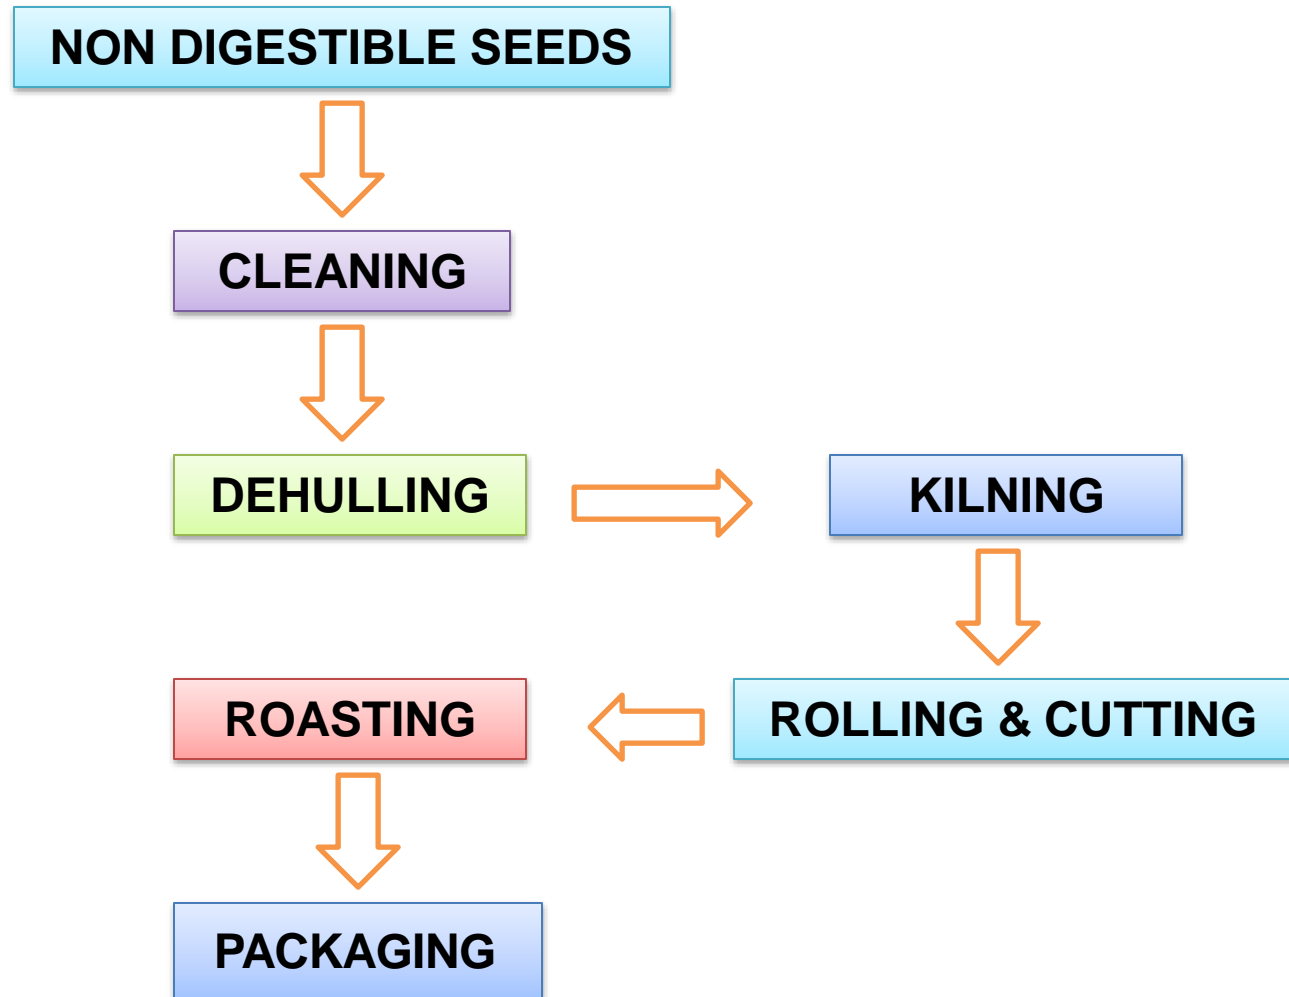 NON DIGESTIBLE SEEDS
CLEANING
DEHULLING
KILNING
ROLLING & CUTTING
ROASTING
PACKAGING